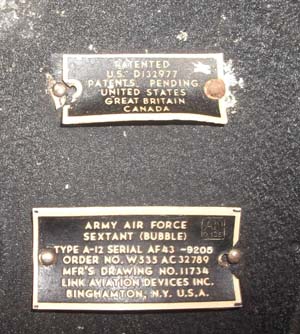 PATENTED
U.S. D132977
PATENTS PENDING
UNITED STATES
GREAT BRITAIN
CANADA
ARMY AIR FORCE
SEXTANT (BUBBLE)
TYPE A-12 SERIAL AF43-9205
ORDER NO. W335 AC 32789
MFR'S DRAWING NO. 11734
LINK AVIATION DEVICES INC.
BINGHAMTON, N.Y. U.S.A.